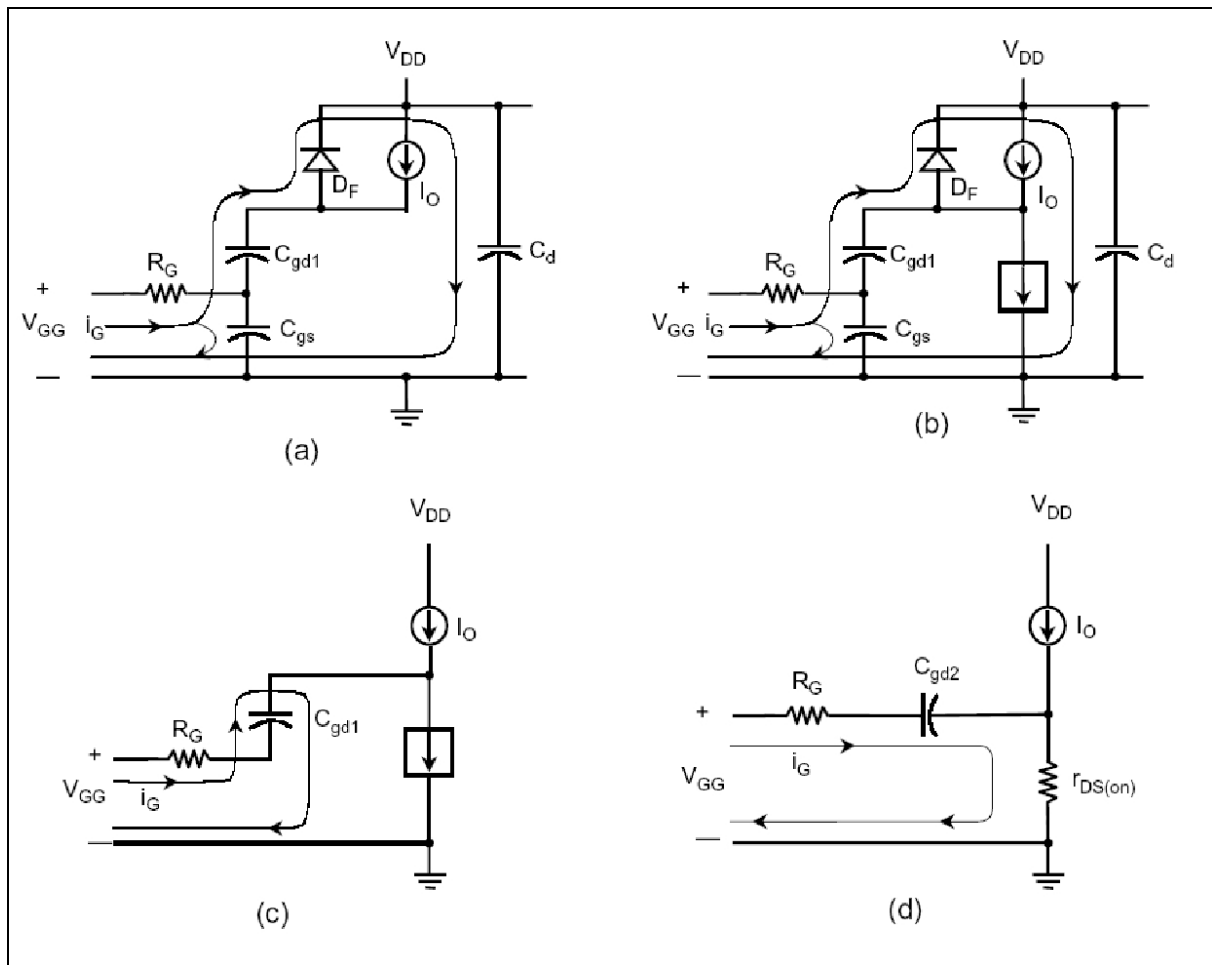 V_DD
D_F
I_O
C_gd1
C_d
R_G
+
V_GG
i_G
C_gs
—
(a)
V_DD
D_F
I_O
C_gd1
C_d
R_G
+
V_GG
i_G
C_gs
—
(b)
V_DD
I_O
C_gd1
R_G
+
V_GG
i_G
—
(c)
V_DD
I_O
C_gd2
R_G
+
i_G
V_GG
r_DS(on)
—
(d)